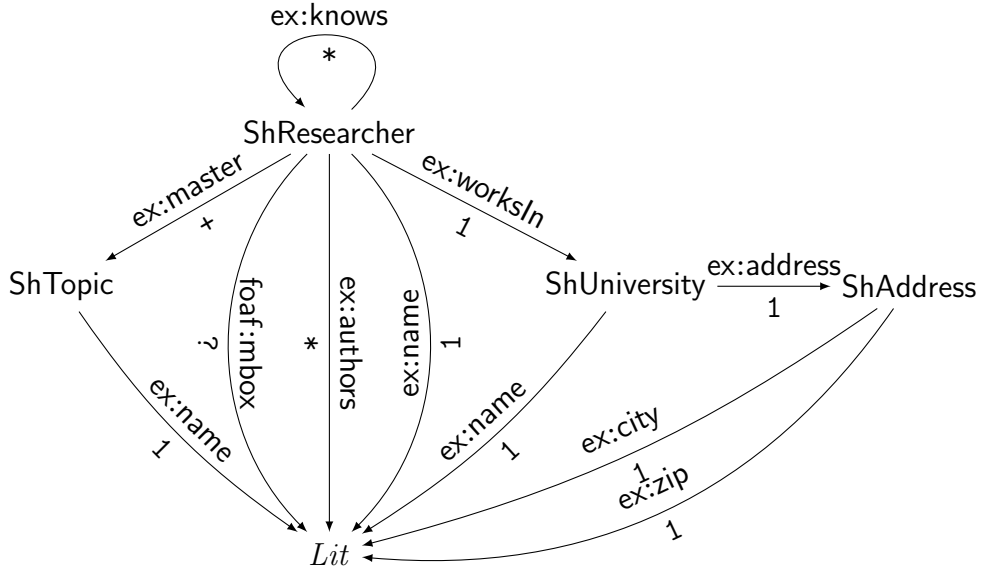 ex:knows
*
ShResearcher
ex:master
+
ex:worksIn
1
ShTopic
ShUniversity
ex:address
1
ShAddress
foaf:mbox
?
ex:authors
*
ex:name
1
ex:name
1
ex:name
1
ex:city
1
ex:zip
1
Lit